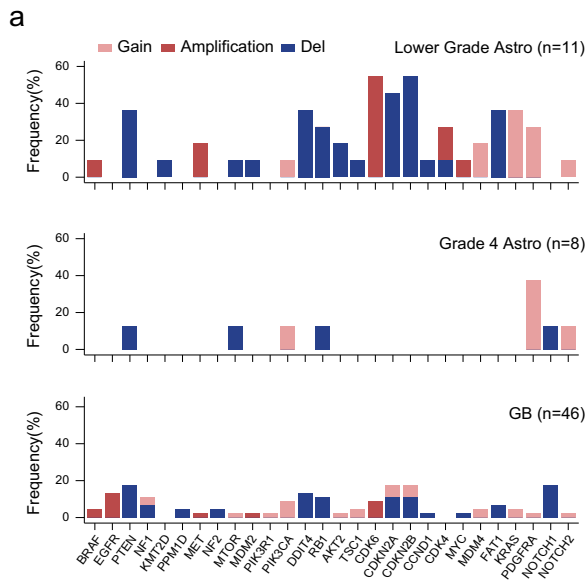 a
Gain Amplification Del
Lower Grade Astro (n=11)
Frequency(%)
60
40
20
0
Grade 4 Astro (n=8)
Frequency(%)
60
40
20
0
GB (n=46)
Frequency(%)
60
40
20
0
BRAF
EGFR
PTEN
NF1
KMT2D
PPM1D
MET
NF2
MTOR
MDM2
PIK3R1
PIK3CA
DDIT4
RB1
AKT2
TSC1
CDK6
CDKN2A
CDKN2B
CCND1
CDK4
MYC
MDM4
FAT1
KRAS
PDGFRA
NOTCH1
NOTCH2